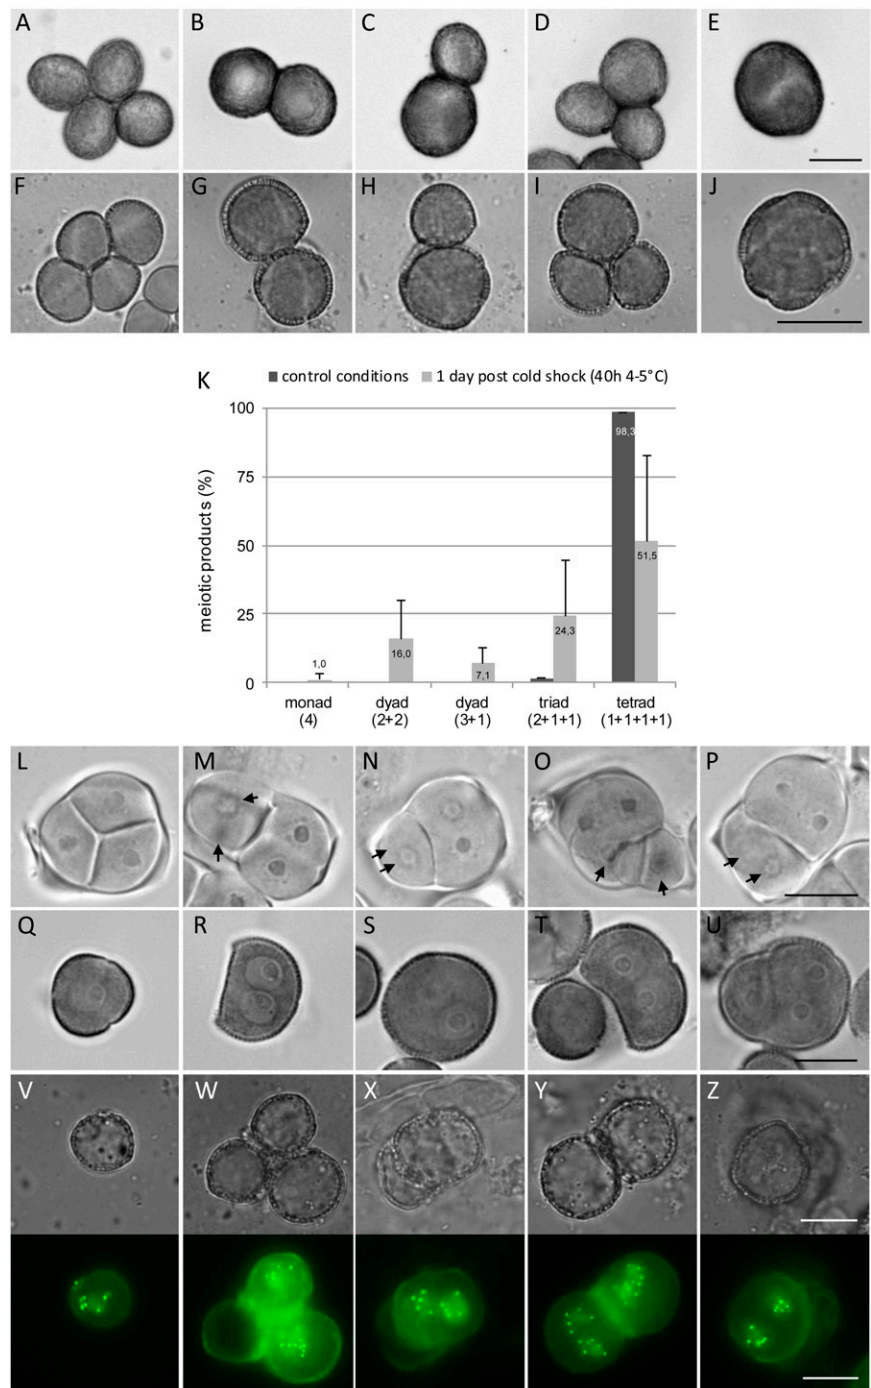 A B C D E
F G H I J
K
control conditions 1 day post cold shock (40h 4-5°C)
meiotic products (%)
100
75
50
25
0
1,0
16,0
7,1
24,3
98,3
51,5
monad dyad dyad triad tetrad
(4) (2+2) (3+1) (2+1+1) (1+1+1+1)
L M N O P
Q R S T U
V W X Y Z